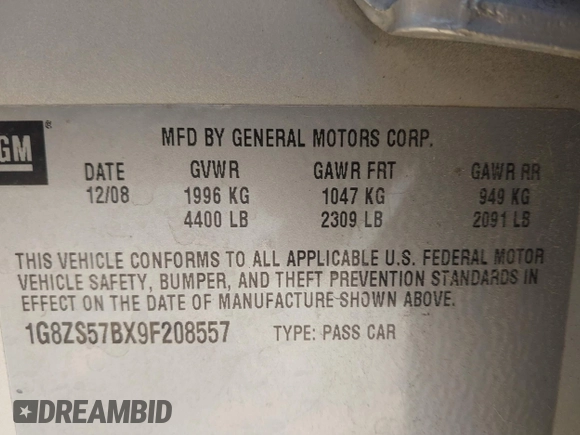 GM ®
MFD BY GENERAL MOTORS CORP.
DATE GVWR GAWR FRT GAWR RR
12/08 1996 KG 1047 KG 949 KG
4400 LB 2309 LB 2091 LB
THIS VEHICLE CONFORMS TO ALL APPLICABLE U.S. FEDERAL MOTOR
VEHICLE SAFETY, BUMPER, AND THEFT PREVENTION STANDARDS IN
EFFECT ON THE DATE OF MANUFACTURE SHOWN ABOVE.
1G8ZS57BX9F208557 TYPE: PASS CAR
DREAMBID